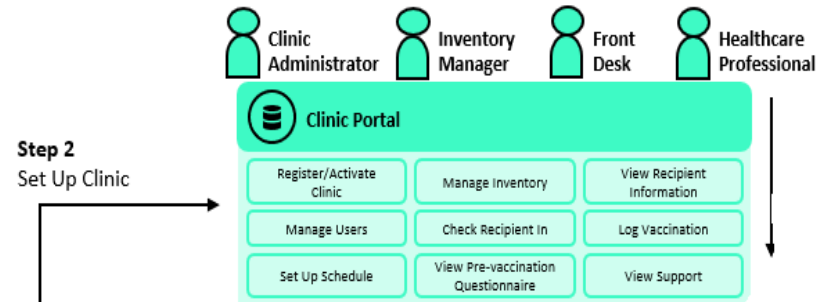 Clinic
Administrator
Inventory
Manager
Front
Desk
Healthcare
Professional
Clinic Portal
Step 2
Set Up Clinic
Register/Activate
Clinic
Manage Inventory
View Recipient
Information
Manage Users
Check Recipient In
Log Vaccination
Set Up Schedule
View Pre-vaccination
Questionnaire
View Support